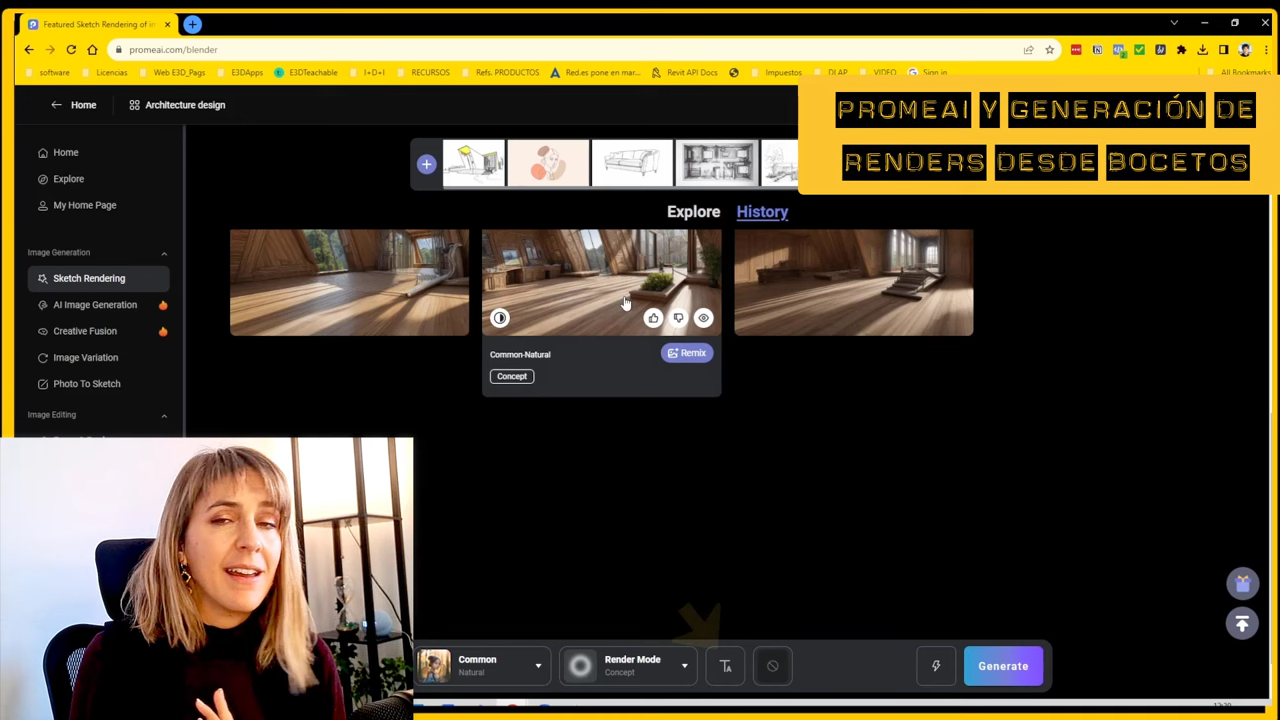 Featured Sketch Rendering of in
promeai.com/blender
software Licencias Web E3D_Pags E3DApps E3DTeachable I+D+I RECURSOS Refs. PRODUCTOS Red.es pone en mar... Revit API Docs Impuestos DLAP VIDEO Sign in All Bookmarks
Home Architecture design
PROMEAI Y GENERACIÓN DE
RENDERS DESDE BOCETOS
Home
Explore
My Home Page
Image Generation
Sketch Rendering
AI Image Generation
Creative Fusion
Image Variation
Photo To Sketch
Image Editing
Explore History
Common-Natural
Remix
Concept
Common
Natural
Render Mode
Concept
Generate